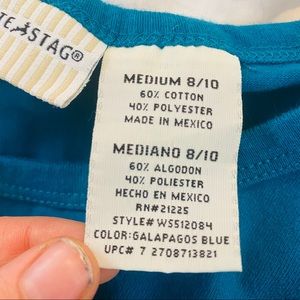 TE STAG®
MEDIUM 8/10
60% COTTON
40% POLYESTER
MADE IN MEXICO
MEDIANO 8/10
60% ALGODON
40% POLIESTER
HECHO EN MEXICO
RN#21225
STYLE# WS512084
COLOR:GALAPAGOS BLUE
UPC# 7 2708713821